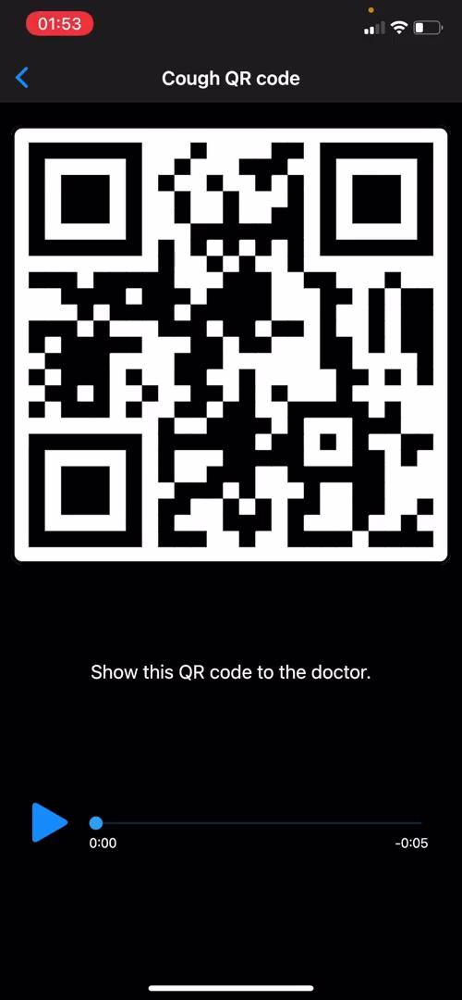 01:53
Cough QR code
Show this QR code to the doctor.
0:00
-0:05